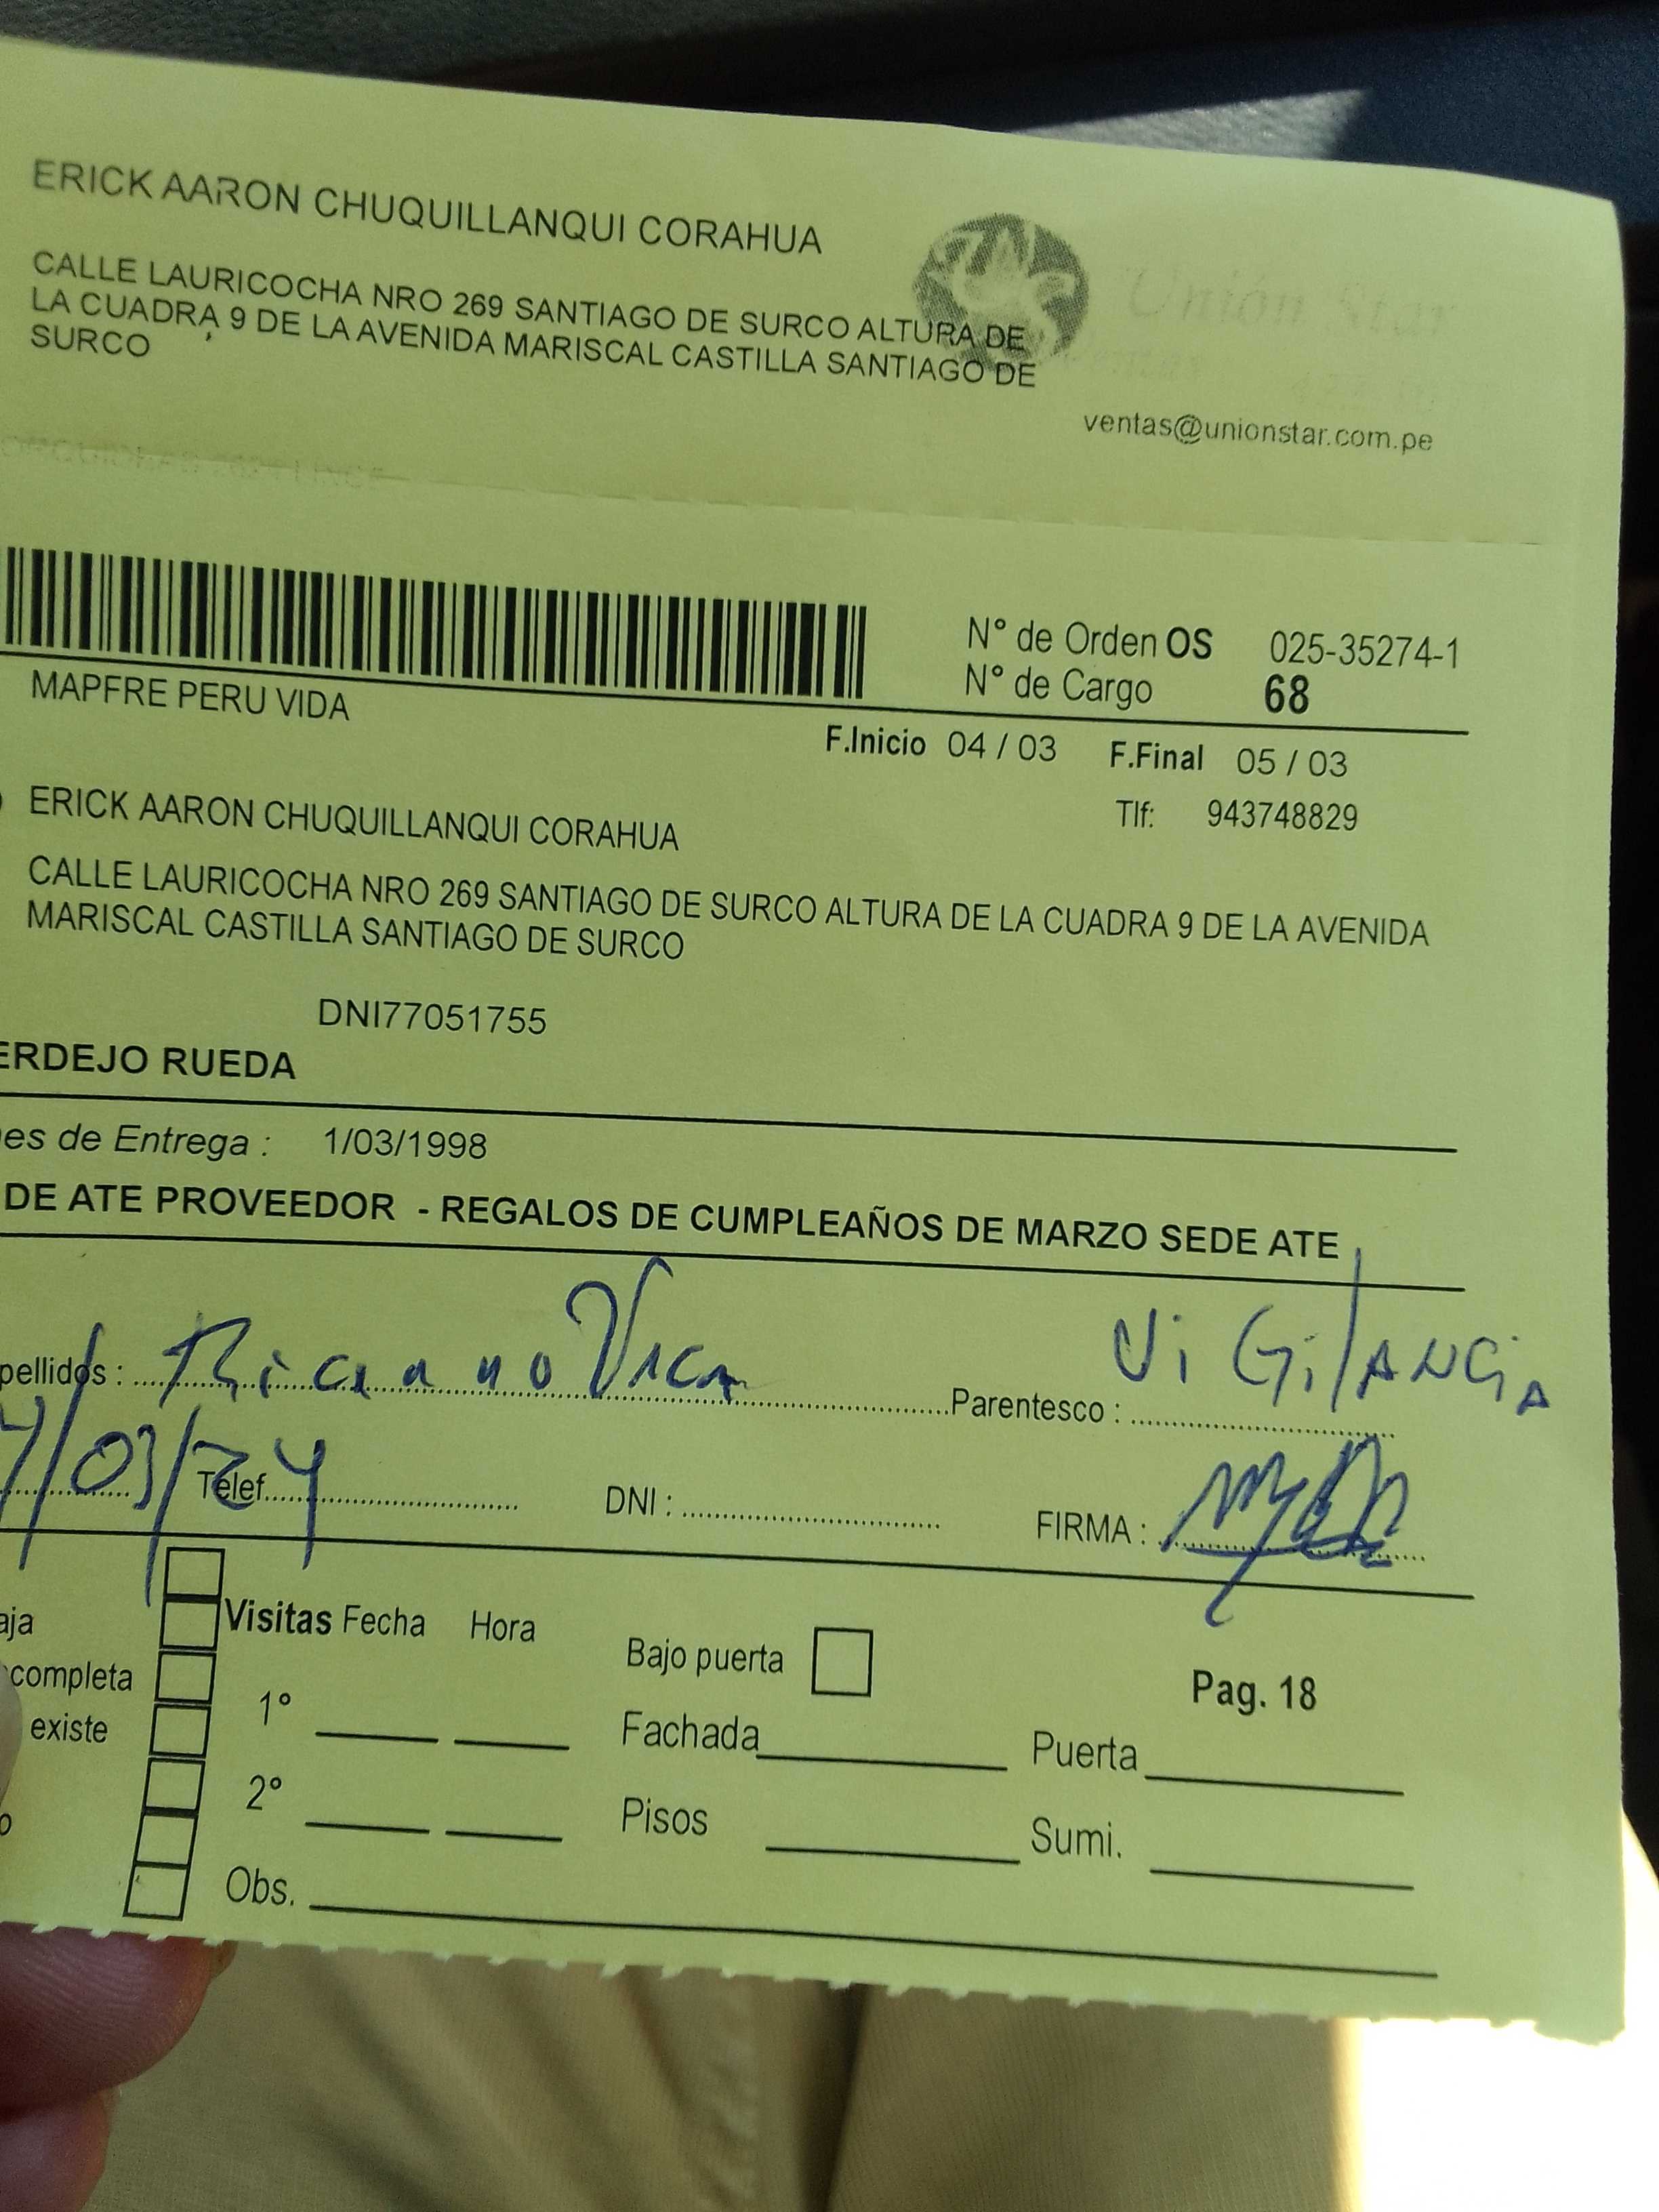 ERICK AARON CHUQUILLANQUI CORAHUA
CALLE LAURICOCHA NRO 269 SANTIAGO DE SURCO ALTURA DE
LA CUADRA 9 DE LA AVENIDA MARISCAL CASTILLA SANTIAGO DE
SURCO
Unión Star
ventas@unionstar.com.pe
N° de Orden OS 025-35274-1
N° de Cargo 68
MAPFRE PERU VIDA
F.Inicio 04 / 03 F.Final 05 / 03
ERICK AARON CHUQUILLANQUI CORAHUA Tlf: 943748829
CALLE LAURICOCHA NRO 269 SANTIAGO DE SURCO ALTURA DE LA CUADRA 9 DE LA AVENIDA
MARISCAL CASTILLA SANTIAGO DE SURCO
DNI77051755
ERDEJO RUEDA
es de Entrega : 1/03/1998
DE ATE PROVEEDOR - REGALOS DE CUMPLEAÑOS DE MARZO SEDE ATE
pellidos : Parentesco : ViGilANCiA
/03/24 Telef. DNI : FIRMA :
aja
completa
existe
o
Visitas Fecha Hora
1°
2°
Obs.
Bajo puerta
Fachada Puerta
Pisos Sumi.
Pag. 18